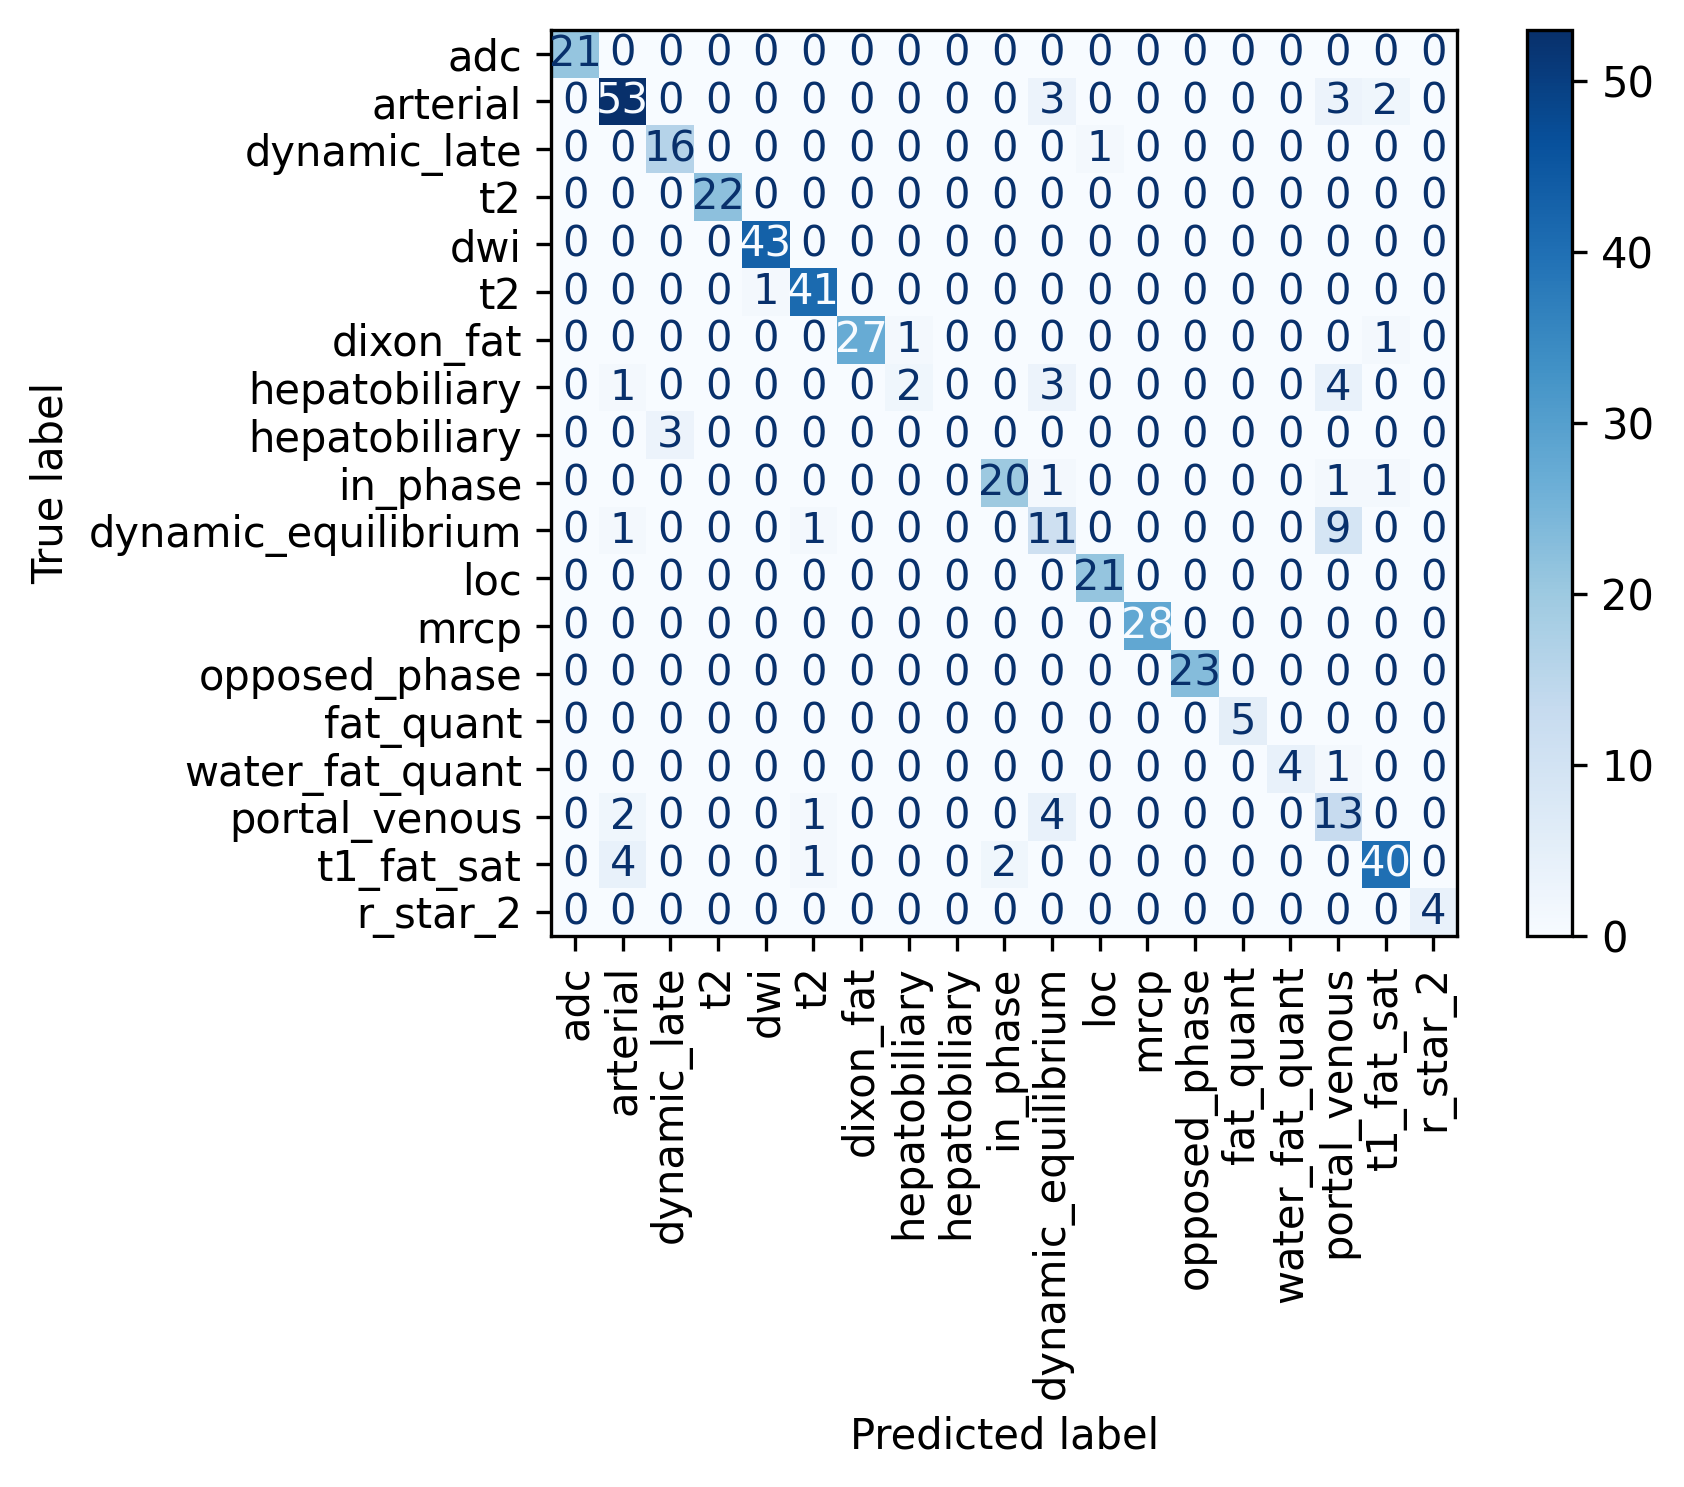 adc 21 0 0 0 0 0 0 0 0 0 0 0 0 0 0 0 0 0 0
arterial 0 53 0 0 0 0 0 0 0 0 3 0 0 0 0 0 3 2 0
dynamic_late 0 0 16 0 0 0 0 0 0 0 0 1 0 0 0 0 0 0 0
t2 0 0 0 22 0 0 0 0 0 0 0 0 0 0 0 0 0 0 0
dwi 0 0 0 0 43 0 0 0 0 0 0 0 0 0 0 0 0 0 0
t2 0 0 0 0 1 41 0 0 0 0 0 0 0 0 0 0 0 0 0
dixon_fat 0 0 0 0 0 0 27 1 0 0 0 0 0 0 0 0 0 1 0
hepatobiliary 0 1 0 0 0 0 0 2 0 0 3 0 0 0 0 0 4 0 0
hepatobiliary 0 0 3 0 0 0 0 0 0 0 0 0 0 0 0 0 0 0 0
in_phase 0 0 0 0 0 0 0 0 0 20 1 0 0 0 0 0 1 1 0
dynamic_equilibrium 0 1 0 0 0 1 0 0 0 0 11 0 0 0 0 0 9 0 0
loc 0 0 0 0 0 0 0 0 0 0 0 21 0 0 0 0 0 0 0
mrcp 0 0 0 0 0 0 0 0 0 0 0 0 28 0 0 0 0 0 0
opposed_phase 0 0 0 0 0 0 0 0 0 0 0 0 0 23 0 0 0 0 0
fat_quant 0 0 0 0 0 0 0 0 0 0 0 0 0 0 5 0 0 0 0
water_fat_quant 0 0 0 0 0 0 0 0 0 0 0 0 0 0 0 4 1 0 0
portal_venous 0 2 0 0 0 1 0 0 0 0 4 0 0 0 0 0 13 0 0
t1_fat_sat 0 4 0 0 0 1 0 0 0 2 0 0 0 0 0 0 0 40 0
r_star_2 0 0 0 0 0 0 0 0 0 0 0 0 0 0 0 0 0 0 4
True label
adc
arterial
dynamic_late
t2
dwi
t2
dixon_fat
hepatobiliary
hepatobiliary
in_phase
dynamic_equilibrium
loc
mrcp
opposed_phase
fat_quant
water_fat_quant
portal_venous
t1_fat_sat
r_star_2
Predicted label
50
40
30
20
10
0